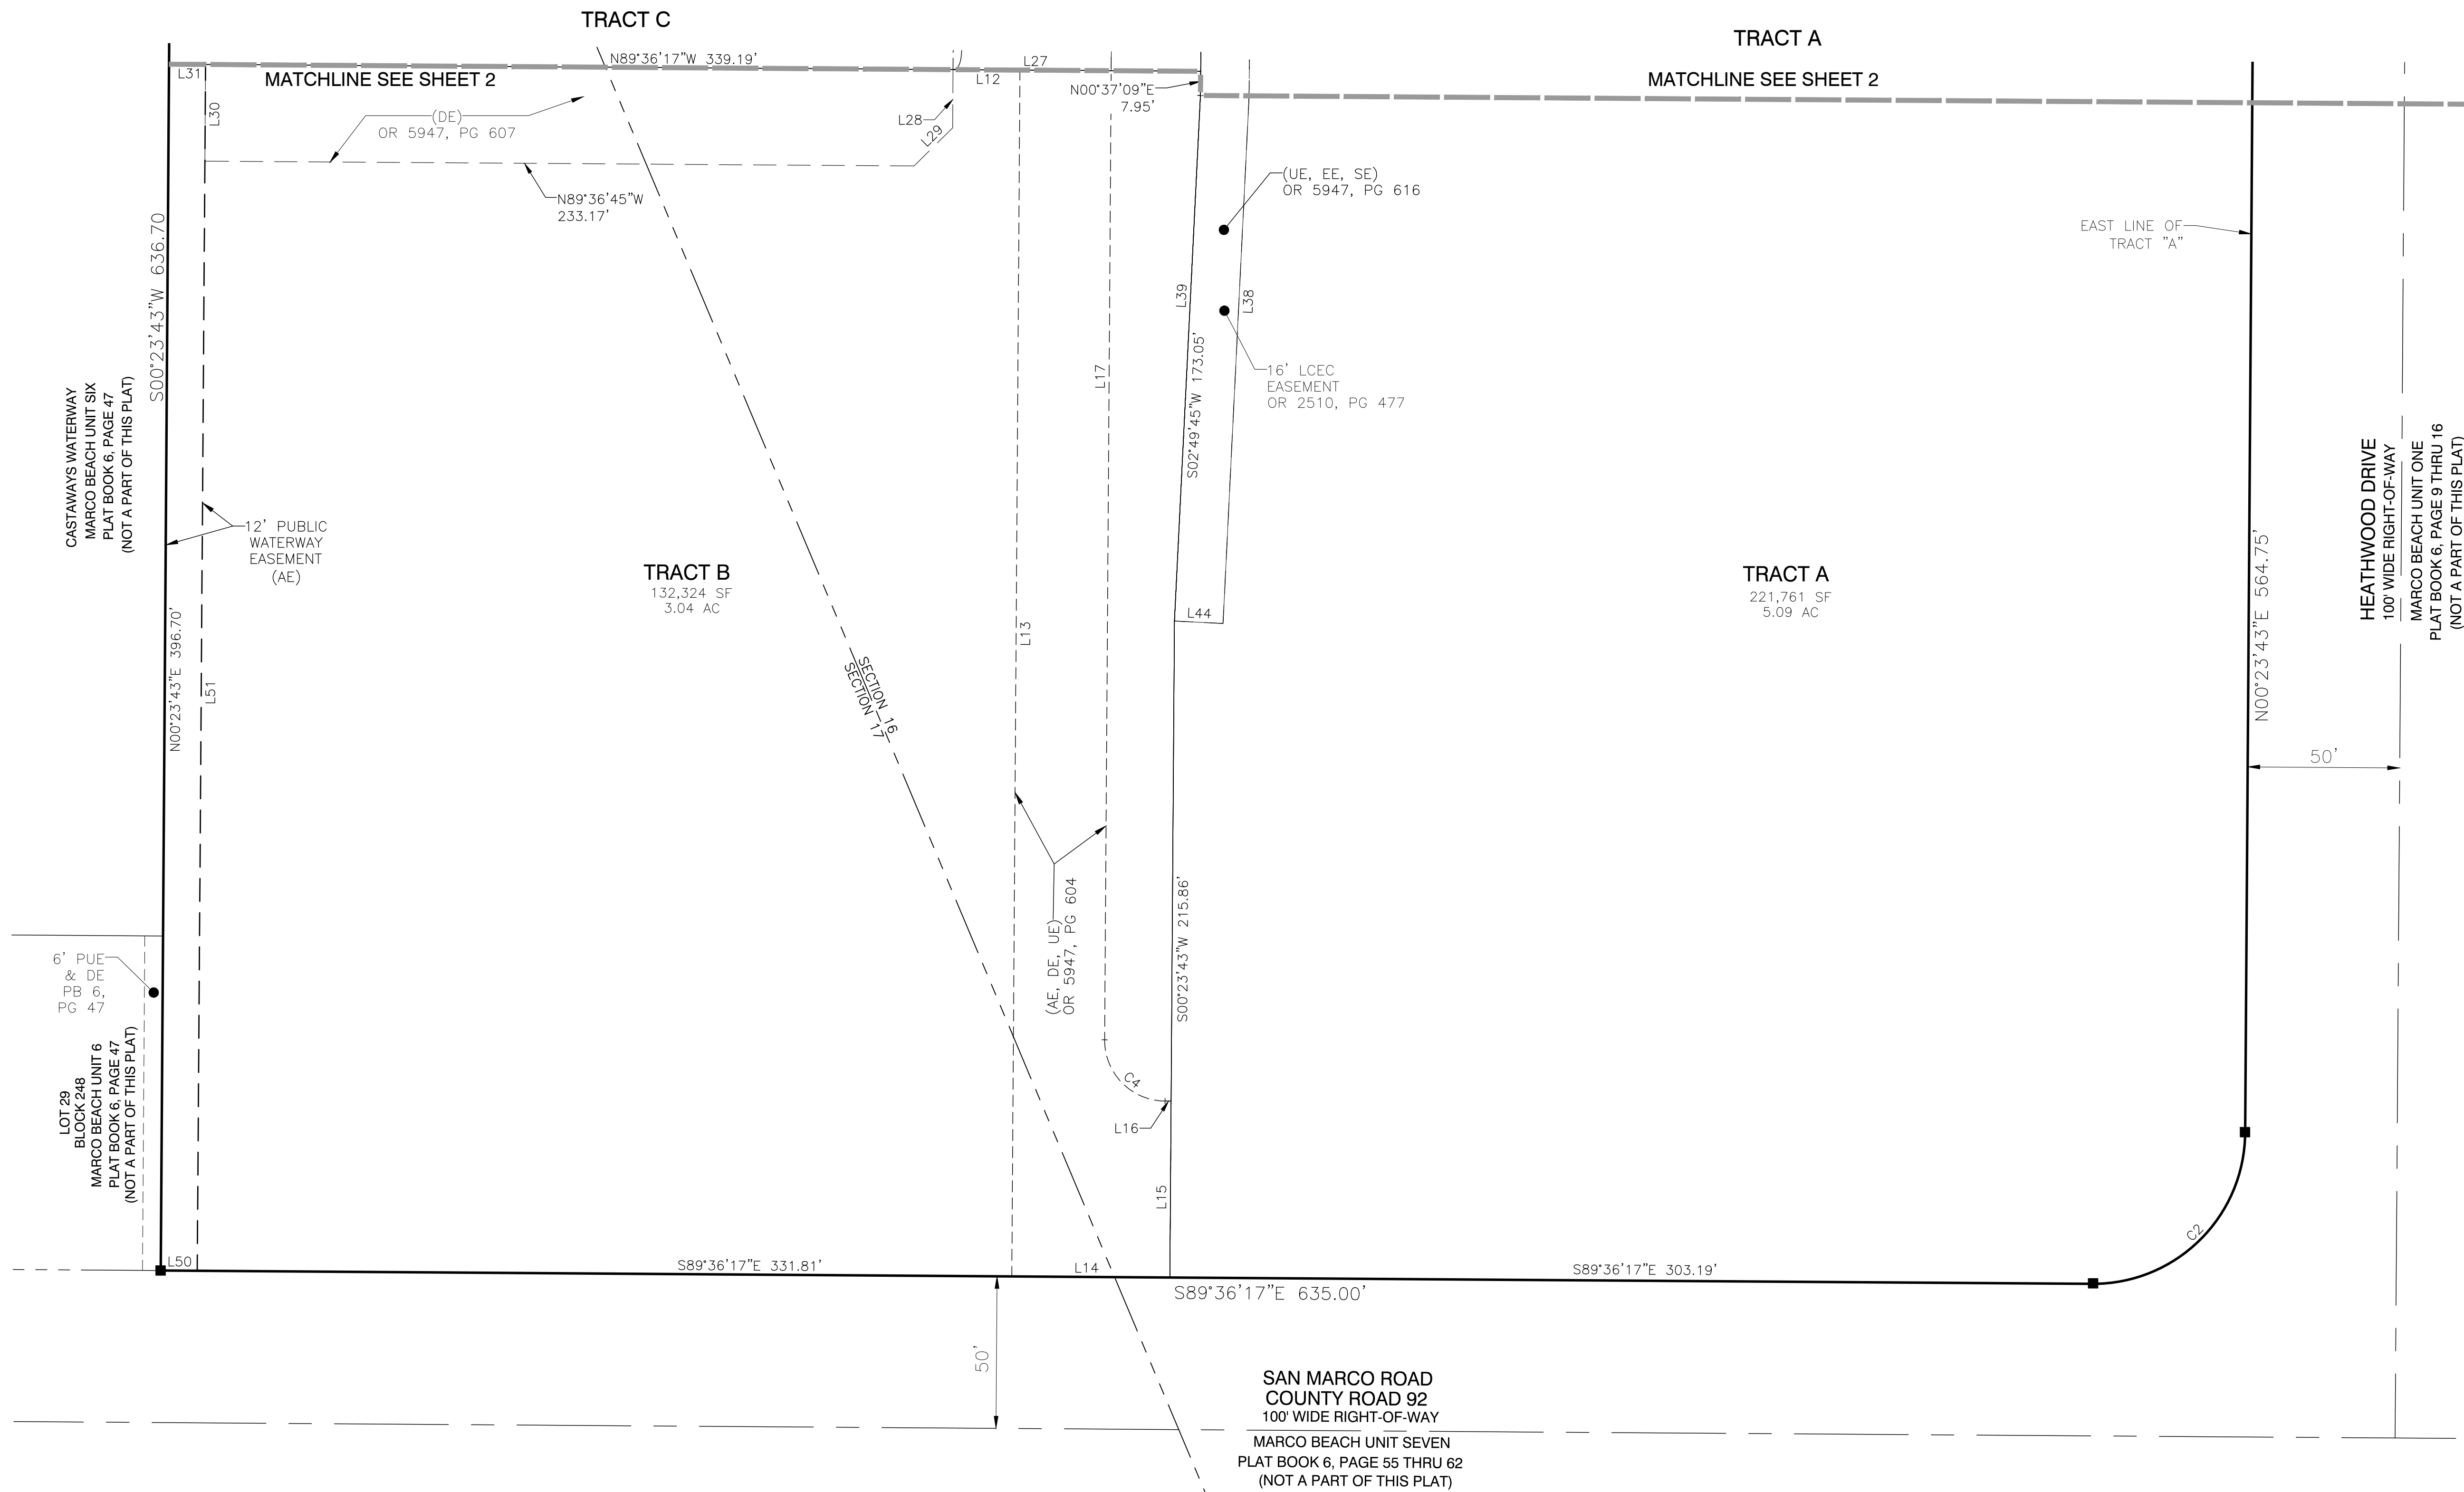 TRACT C
TRACT A
N89°36'17"W 339.19'
L27
L31
MATCHLINE SEE SHEET 2
L12
MATCHLINE SEE SHEET 2
N00°37'09"E
7.95'
L30
(DE)
OR 5947, PG 607
L28
L29
N89°36'45"W
233.17'
(UE, EE, SE)
OR 5947, PG 616
EAST LINE OF
TRACT "A"
S00°23'43"W 636.70
L39
L38
L17
S02°49'45"W 173.05'
16' LCEC
EASEMENT
OR 2510, PG 477
CASTAWAYS WATERWAY
MARCO BEACH UNIT SIX
PLAT BOOK 6, PAGE 47
(NOT A PART OF THIS PLAT)
12' PUBLIC
WATERWAY
EASEMENT
(AE)
TRACT B
132,324 SF
3.04 AC
TRACT A
221,761 SF
5.09 AC
HEATHWOOD DRIVE
100' WIDE RIGHT-OF-WAY
MARCO BEACH UNIT ONE
PLAT BOOK 6, PAGE 9 THRU 16
(NOT A PART OF THIS PLAT)
N00°23'43"E 564.75'
L44
L13
N00°23'43"E 396.70'
L51
SECTION 16
SECTION 17
50'
(AE, DE, UE)
OR 5947, PG 604
S00°23'43"W 215.86'
6' PUE
& DE
PB 6,
PG 47
LOT 29
BLOCK 248
MARCO BEACH UNIT 6
PLAT BOOK 6, PAGE 47
(NOT A PART OF THIS PLAT)
C4
L16
L15
C2
L50
S89°36'17"E 331.81'
L14
S89°36'17"E 303.19'
S89°36'17"E 635.00'
50'
SAN MARCO ROAD
COUNTY ROAD 92
100' WIDE RIGHT-OF-WAY
MARCO BEACH UNIT SEVEN
PLAT BOOK 6, PAGE 55 THRU 62
(NOT A PART OF THIS PLAT)